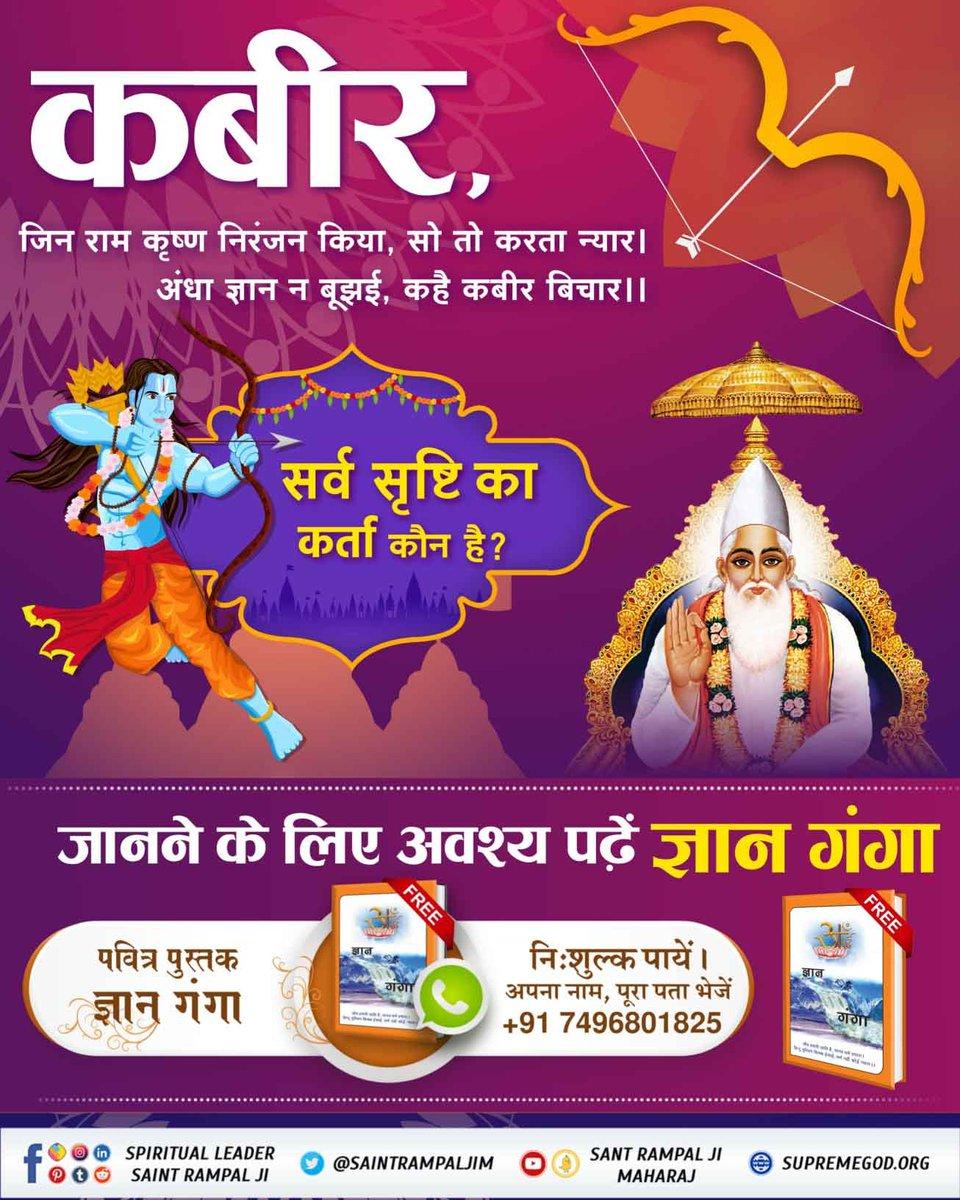 कबीर,
जिन राम कृष्ण निरंजन किया, सो तो करता न्यार।
अंधा ज्ञान न बूझई, कहै कबीर बिचार।।
सर्व सृष्टि का
कर्ता कौन है?
जानने के लिए अवश्य पढ़ें ज्ञान गंगा
पवित्र पुस्तक
ज्ञान गंगा
FREE
ज्ञान
गंगा
नि:शुल्क पायें।
अपना नाम, पूरा पता भेजें
+91 7496801825
FREE
ज्ञान
गंगा
SPIRITUAL LEADER
SAINT RAMPAL JI
@SAINTRAMPALJIM
SANT RAMPAL JI
MAHARAJ
SUPREMEGOD.ORG